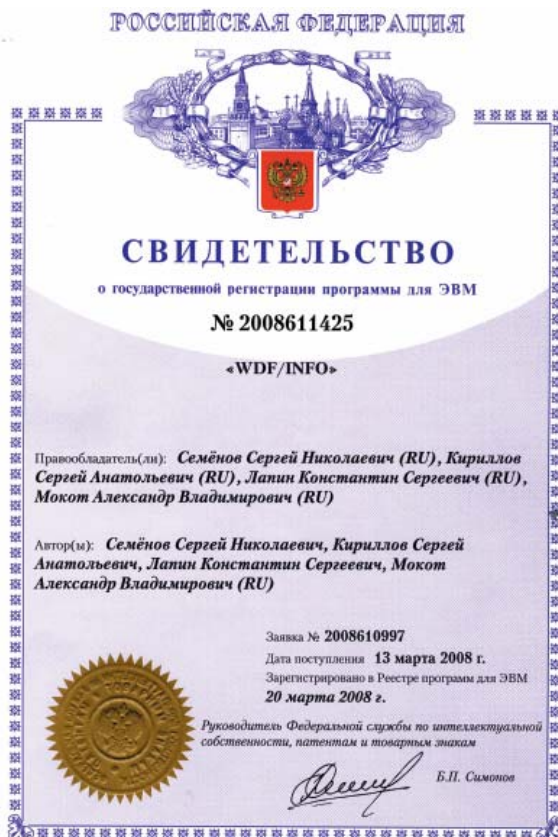 РОССИЙСКАЯ ФЕДЕРАЦИЯ
СВИДЕТЕЛЬСТВО
о государственной регистрации программы для ЭВМ
№ 2008611425
«WDF/INFO»
Правообладатель(ли): Семёнов Сергей Николаевич (RU), Кириллов
Сергей Анатольевич (RU), Лапин Константин Сергеевич (RU),
Мокот Александр Владимирович (RU)
Автор(ы): Семёнов Сергей Николаевич, Кириллов Сергей
Анатольевич, Лапин Константин Сергеевич, Мокот
Александр Владимирович (RU)
Заявка № 2008610997
Дата поступления 13 марта 2008 г.
Зарегистрировано в Реестре программ для ЭВМ
20 марта 2008 г.
Руководитель Федеральной службы по интеллектуальной
собственности, патентам и товарным знакам
Б.П. Симонов